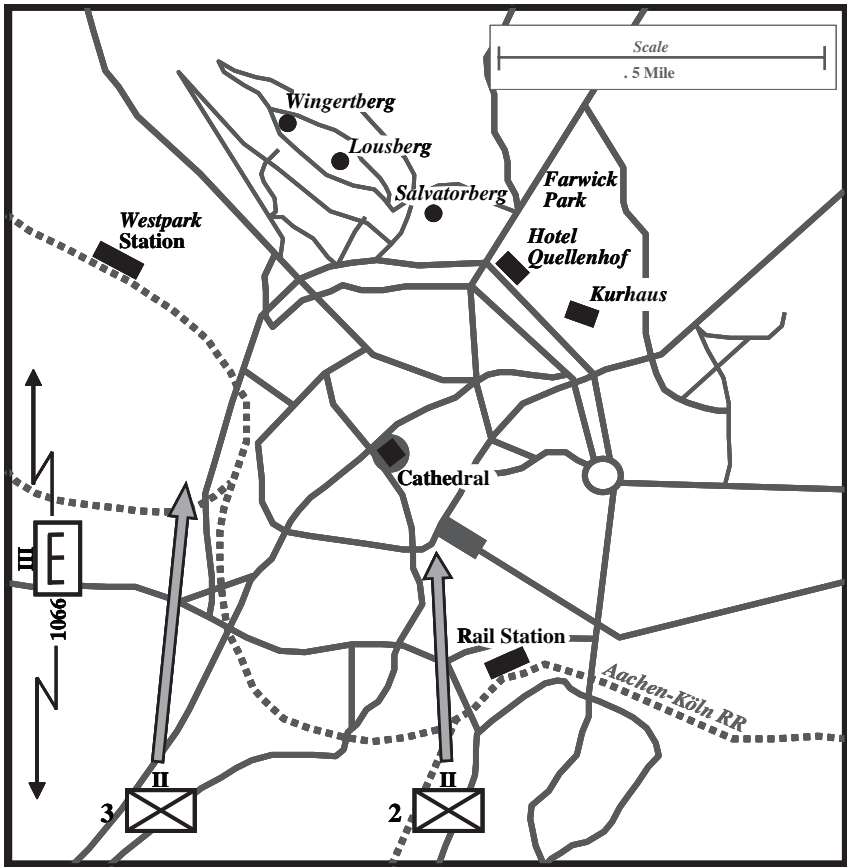 Scale
. 5 Mile
Wingertberg
Lousberg
Salvatorberg
Farwick
Park
Westpark
Station
Hotel
Quellenhof
Kurhaus
Cathedral
III
E
1066
Rail Station
Aachen-Köln RR
II
3
II
2